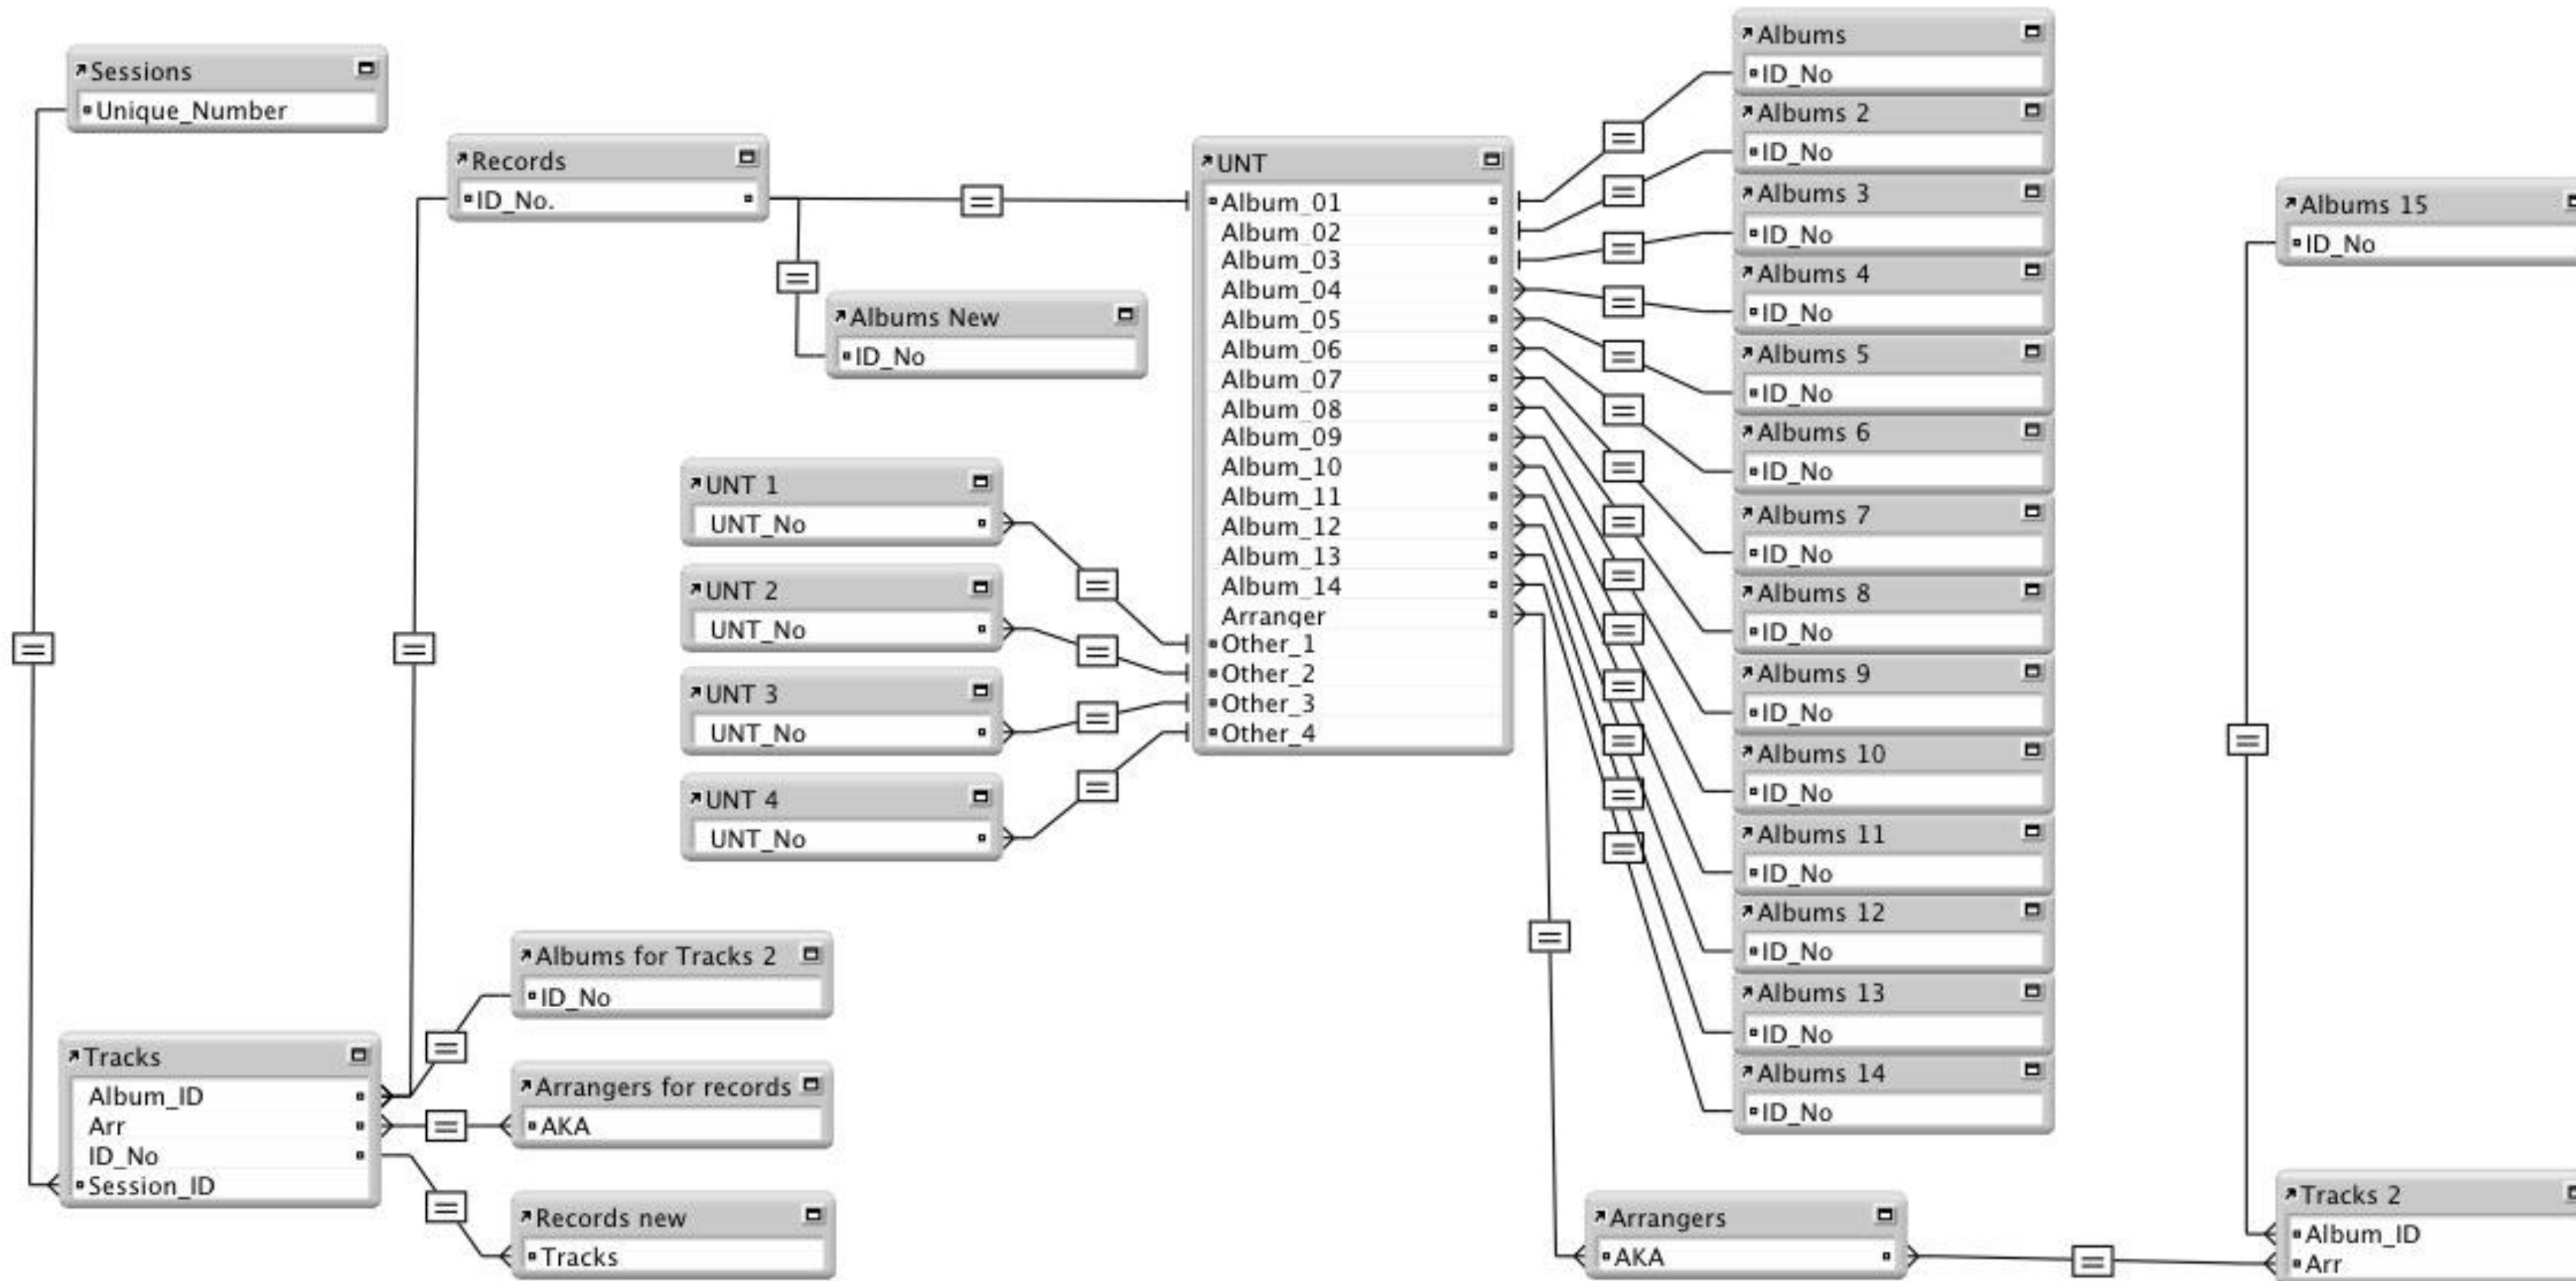 Sessions
Unique_Number
Records
ID_No.
Albums New
ID_No
UNT 1
UNT_No
UNT 2
UNT_No
UNT 3
UNT_No
UNT 4
UNT_No
Tracks
Album_ID
Arr
ID_No
Session_ID
Albums for Tracks 2
ID_No
Arrangers for records
AKA
Records new
Tracks
UNT
Album_01
Album_02
Album_03
Album_04
Album_05
Album_06
Album_07
Album_08
Album_09
Album_10
Album_11
Album_12
Album_13
Album_14
Arranger
Other_1
Other_2
Other_3
Other_4
Albums
ID_No
Albums 2
ID_No
Albums 3
ID_No
Albums 4
ID_No
Albums 5
ID_No
Albums 6
ID_No
Albums 7
ID_No
Albums 8
ID_No
Albums 9
ID_No
Albums 10
ID_No
Albums 11
ID_No
Albums 12
ID_No
Albums 13
ID_No
Albums 14
ID_No
Arrangers
AKA
Albums 15
ID_No
Tracks 2
Album_ID
Arr